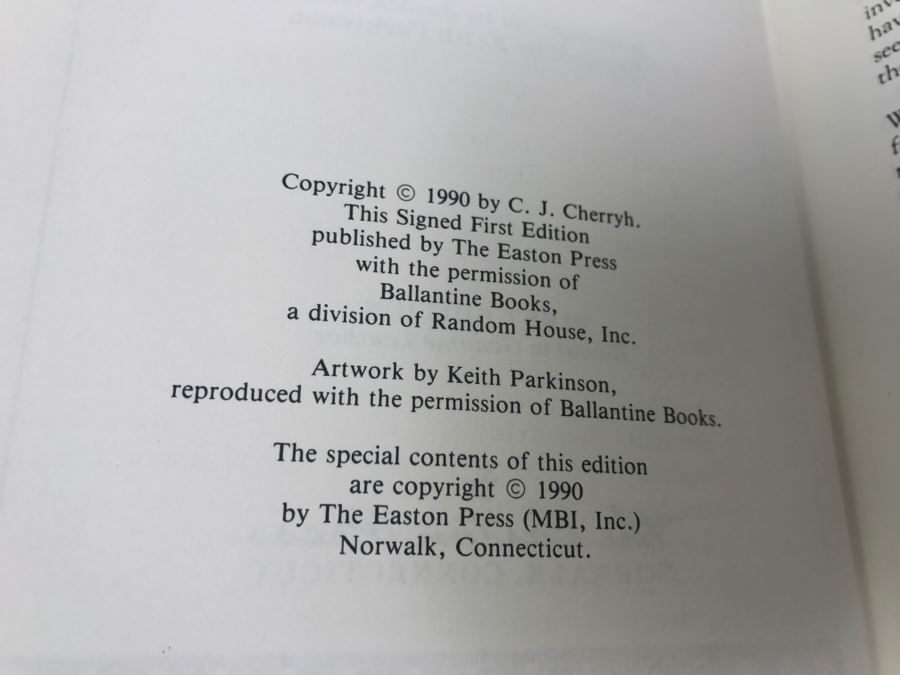 Copyright © 1990 by C. J. Cherryh.
This Signed First Edition
published by The Easton Press
with the permission of
Ballantine Books,
a division of Random House, Inc.
Artwork by Keith Parkinson,
reproduced with the permission of Ballantine Books.
The special contents of this edition
are copyright © 1990
by The Easton Press (MBI, Inc.)
Norwalk, Connecticut.